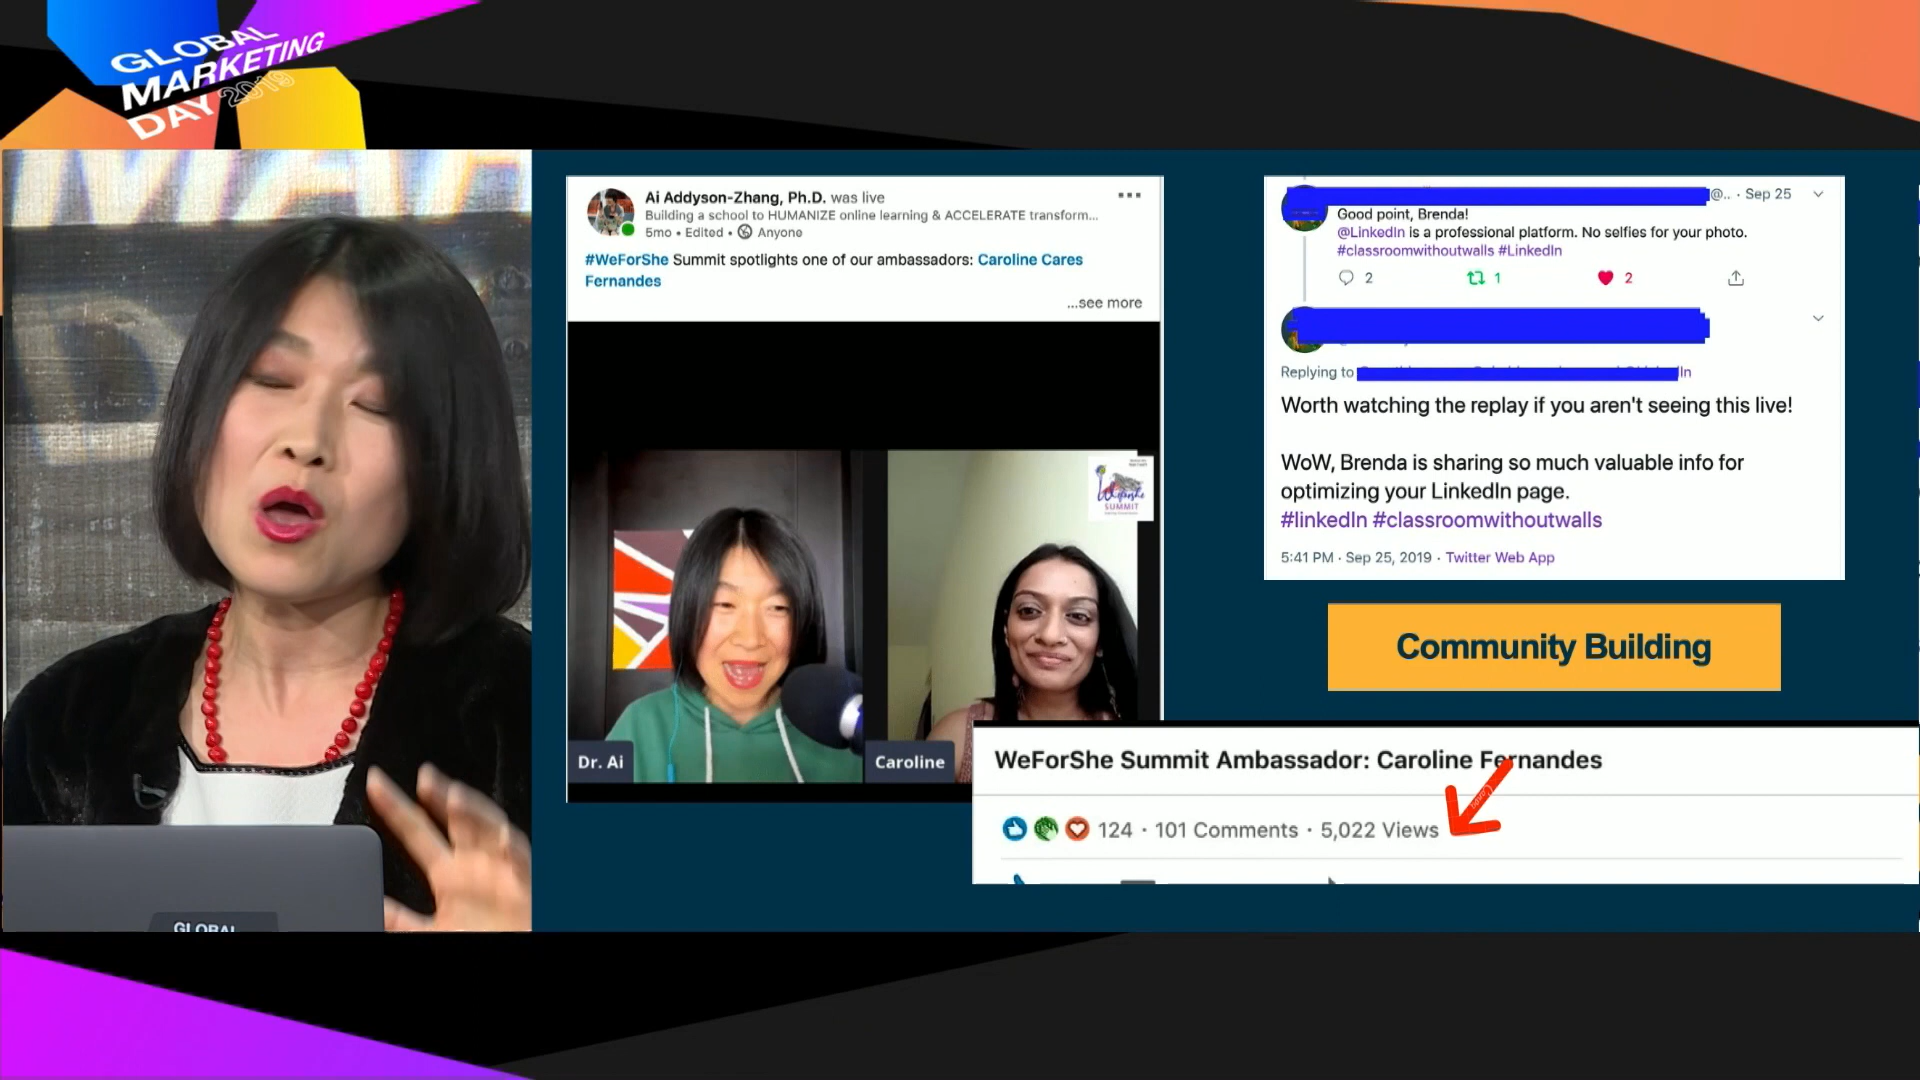 GLOBAL
MARKETING
DAY 2019
Ai Addyson-Zhang, Ph.D. was live
Building a school to HUMANIZE online learning & ACCELERATE transform...
5mo • Edited • Anyone
#WeForShe Summit spotlights one of our ambassadors: Caroline Cares
Fernandes
...see more
SUMMIT
Dr. Ai
Caroline
@.. · Sep 25
Good point, Brenda!
@LinkedIn is a professional platform. No selfies for your photo.
#classroomwithoutwalls #LinkedIn
2 1 2
Replying to
Worth watching the replay if you aren't seeing this live!
WoW, Brenda is sharing so much valuable info for
optimizing your LinkedIn page.
#linkedIn #classroomwithoutwalls
5:41 PM · Sep 25, 2019 · Twitter Web App
Community Building
WeForShe Summit Ambassador: Caroline Fernandes
124 · 101 Comments · 5,022 Views
GLOBAL